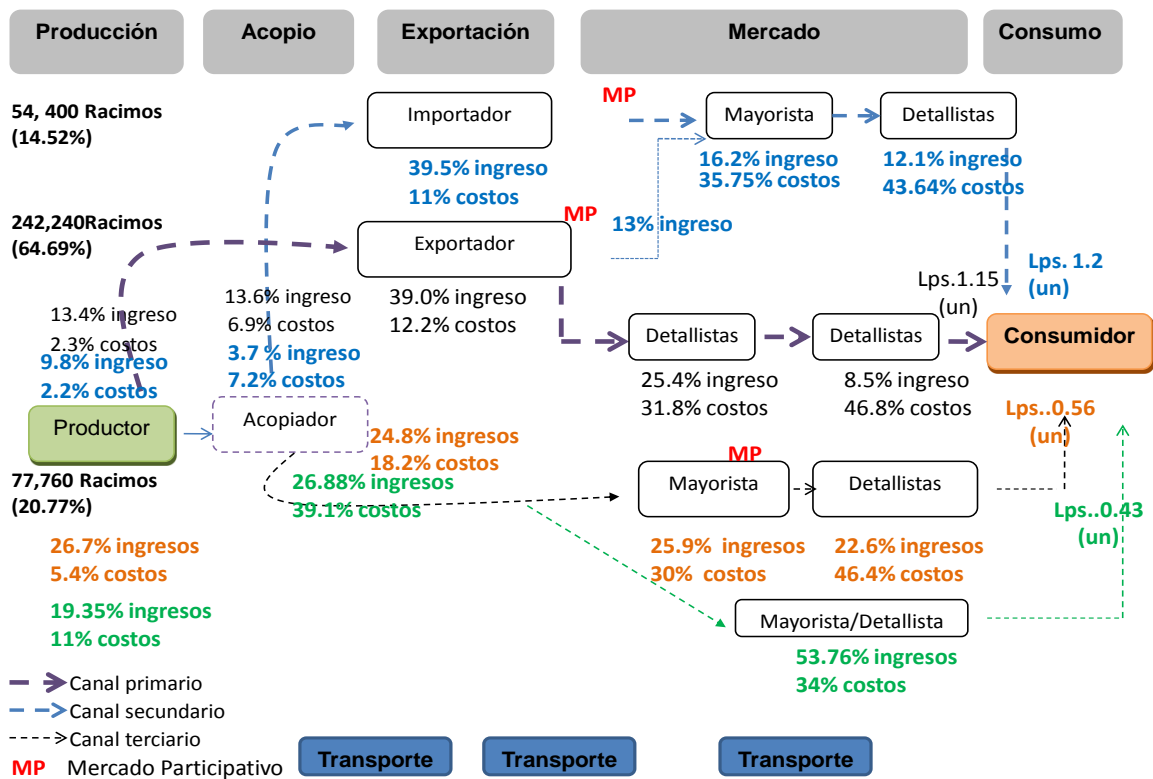 Producción
Acopio
Exportación
Mercado
Consumo
54, 400 Racimos
(14.52%)
Importador
39.5% ingreso
11% costos
MP
Mayorista
16.2% ingreso
35.75% costos
Detallistas
12.1% ingreso
43.64% costos
242,240Racimos
(64.69%)
MP
13% ingreso
Exportador
39.0% ingreso
12.2% costos
13.4% ingreso
2.3% costos
9.8% ingreso
2.2% costos
13.6% ingreso
6.9% costos
3.7 % ingreso
7.2% costos
Detallistas
25.4% ingreso
31.8% costos
Detallistas
8.5% ingreso
46.8% costos
Lps.1.15
(un)
Lps. 1.2
(un)
Consumidor
Productor
Acopiador
24.8% ingresos
18.2% costos
26.88% ingresos
39.1% costos
Lps..0.56
(un)
77,760 Racimos
(20.77%)
26.7% ingresos
5.4% costos
19.35% ingresos
11% costos
MP
Mayorista
25.9% ingresos
30% costos
Detallistas
22.6% ingresos
46.4% costos
Lps..0.43
(un)
Mayorista/Detallista
53.76% ingresos
34% costos
Canal primario
Canal secundario
Canal terciario
MP Mercado Participativo
Transporte
Transporte
Transporte